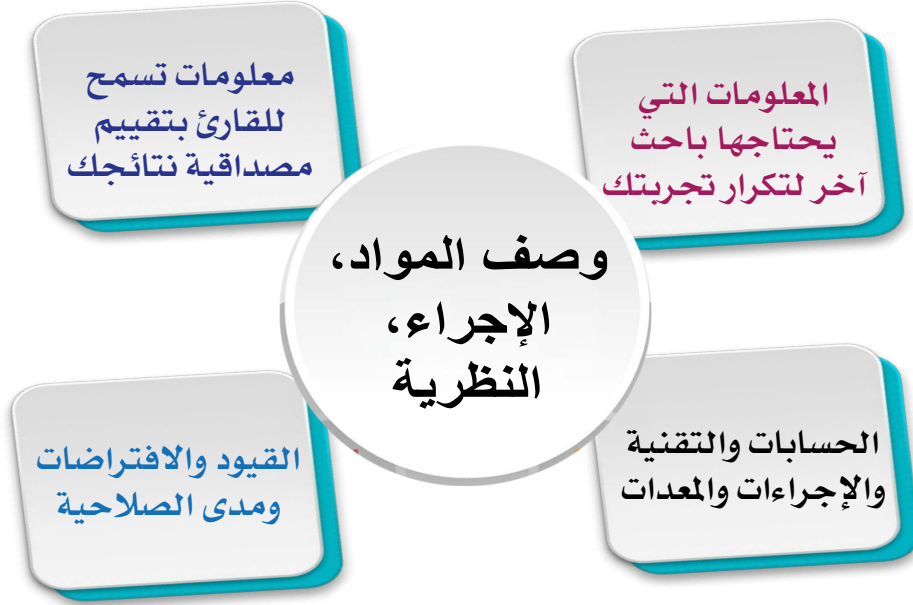 المعلومات التي
يحتاجها باحث
آخر لتكرار تجربتك
معلومات تسمح
للقارئ بتقييم
مصداقية نتائجك
وصف المواد،
الإجراء،
النظرية
الحسابات والتقنية
والإجراءات والمعدات
القيود والافتراضات
ومدى الصلاحية